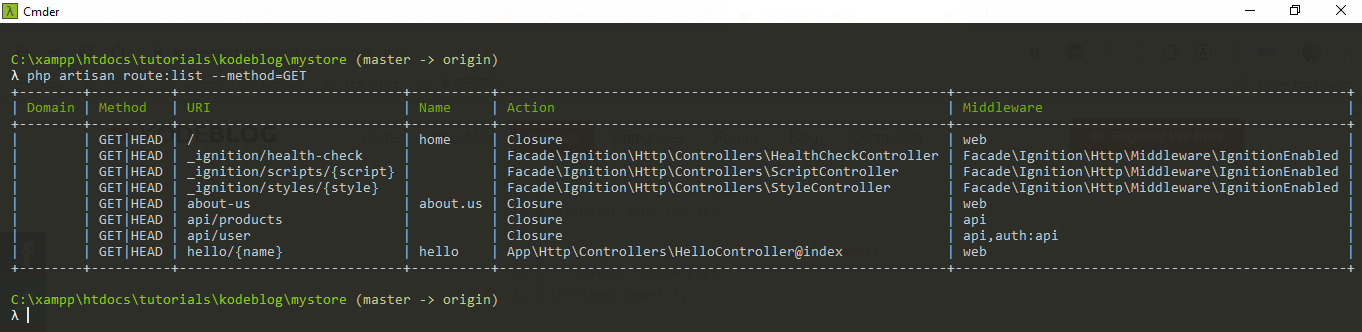 Cmder
C:\xampp\htdocs\tutorials\kodeblog\mystore (master -> origin)
λ php artisan route:list --method=GET
+--------+----------+----------------------------+----------+-------------------------------------------------------+------------------------------------------------+
| Domain | Method   | URI                        | Name     | Action                                                | Middleware                                     |
+--------+----------+----------------------------+----------+-------------------------------------------------------+------------------------------------------------+
|        | GET|HEAD | /                          | home     | Closure                                               | web                                            |
|        | GET|HEAD | _ignition/health-check     |          | Facade\Ignition\Http\Controllers\HealthCheckController | Facade\Ignition\Http\Middleware\IgnitionEnabled |
|        | GET|HEAD | _ignition/scripts/{script} |          | Facade\Ignition\Http\Controllers\ScriptController     | Facade\Ignition\Http\Middleware\IgnitionEnabled |
|        | GET|HEAD | _ignition/styles/{style}   |          | Facade\Ignition\Http\Controllers\StyleController      | Facade\Ignition\Http\Middleware\IgnitionEnabled |
|        | GET|HEAD | about-us                   | about.us | Closure                                               | web                                            |
|        | GET|HEAD | api/products               |          | Closure                                               | api                                            |
|        | GET|HEAD | api/user                   |          | Closure                                               | api,auth:api                                   |
|        | GET|HEAD | hello/{name}               | hello    | App\Http\Controllers\HelloController@index            | web                                            |
+--------+----------+----------------------------+----------+-------------------------------------------------------+------------------------------------------------+
C:\xampp\htdocs\tutorials\kodeblog\mystore (master -> origin)
λ